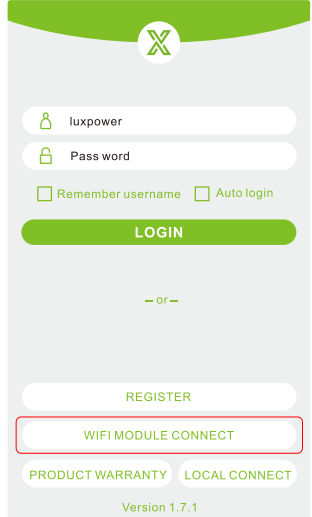 luxpower
Pass word
Remember username Auto login
LOGIN
or
REGISTER
WIFI MODULE CONNECT
PRODUCT WARRANTY LOCAL CONNECT
Version 1.7.1